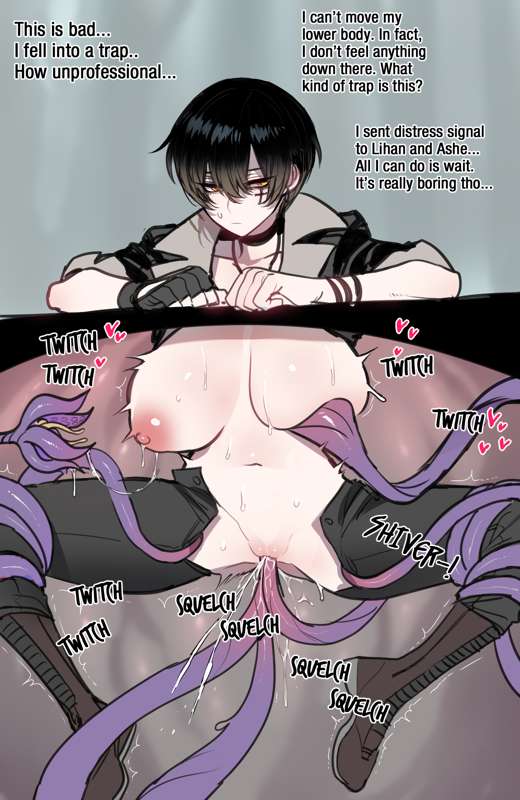 This is bad...
I fell into a trap..
How unprofessional...
I can't move my
lower body. In fact,
I don't feel anything
down there. What
kind of trap is this?
I sent distress signal
to Lihan and Ashe...
All I can do is wait.
It's really boring tho...
TWITCH
TWITCH
TWITCH
TWITCH
SHIVER-!
TWITCH
TWITCH
SQUELCH
SQUELCH
SQUELCH
SQUELCH